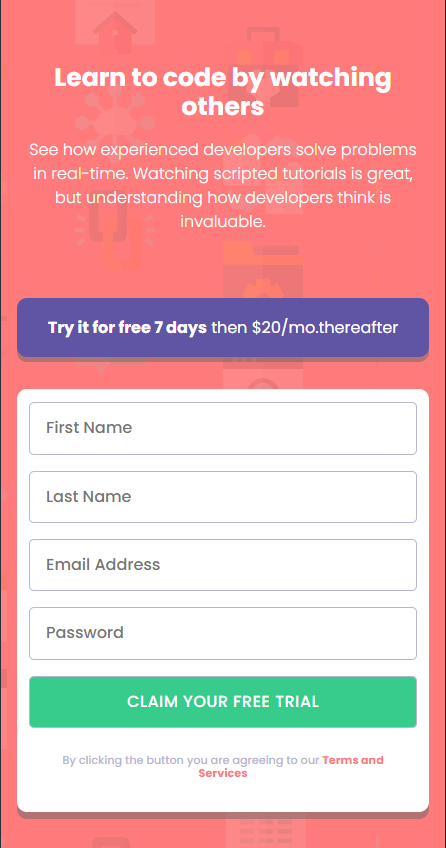 Learn to code by watching
others
See how experienced developers solve problems
in real-time. Watching scripted tutorials is great,
but understanding how developers think is
invaluable.
Try it for free 7 days then $20/mo.thereafter
First Name
Last Name
Email Address
Password
CLAIM YOUR FREE TRIAL
By clicking the button you are agreeing to our Terms and
Services